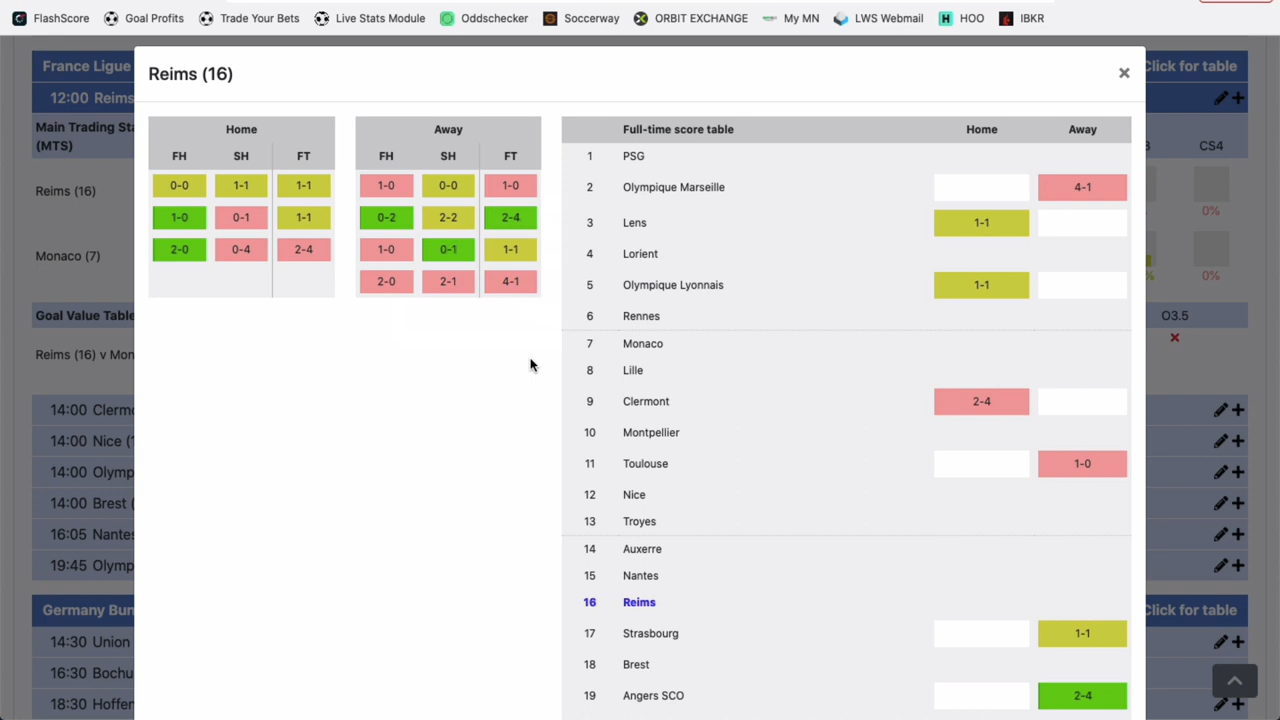 FlashScore Goal Profits Trade Your Bets Live Stats Module Oddschecker Soccerway ORBIT EXCHANGE My MN LWS Webmail HOO IBKR
France Ligue
Click for table
12:00 Reims
Main Trading Sta
(MTS)
CS4
Reims (16)
0%
Monaco (7)
0%
Goal Value Table
O3.5
Reims (16) v Mon
14:00 Clermo
14:00 Nice (1
14:00 Olymp
14:00 Brest (
16:05 Nantes
19:45 Olymp
Germany Bun
Click for table
14:30 Union
16:30 Bochu
18:30 Hoffen
Reims (16)
×
Home
FH SH FT
0-0 1-1 1-1
1-0 0-1 1-1
2-0 0-4 2-4
Away
FH SH FT
1-0 0-0 1-0
0-2 2-2 2-4
1-0 0-1 1-1
2-0 2-1 4-1
Full-time score table Home Away
1 PSG
2 Olympique Marseille 4-1
3 Lens 1-1
4 Lorient
5 Olympique Lyonnais 1-1
6 Rennes
7 Monaco
8 Lille
9 Clermont 2-4
10 Montpellier
11 Toulouse 1-0
12 Nice
13 Troyes
14 Auxerre
15 Nantes
16 Reims
17 Strasbourg 1-1
18 Brest
19 Angers SCO 2-4